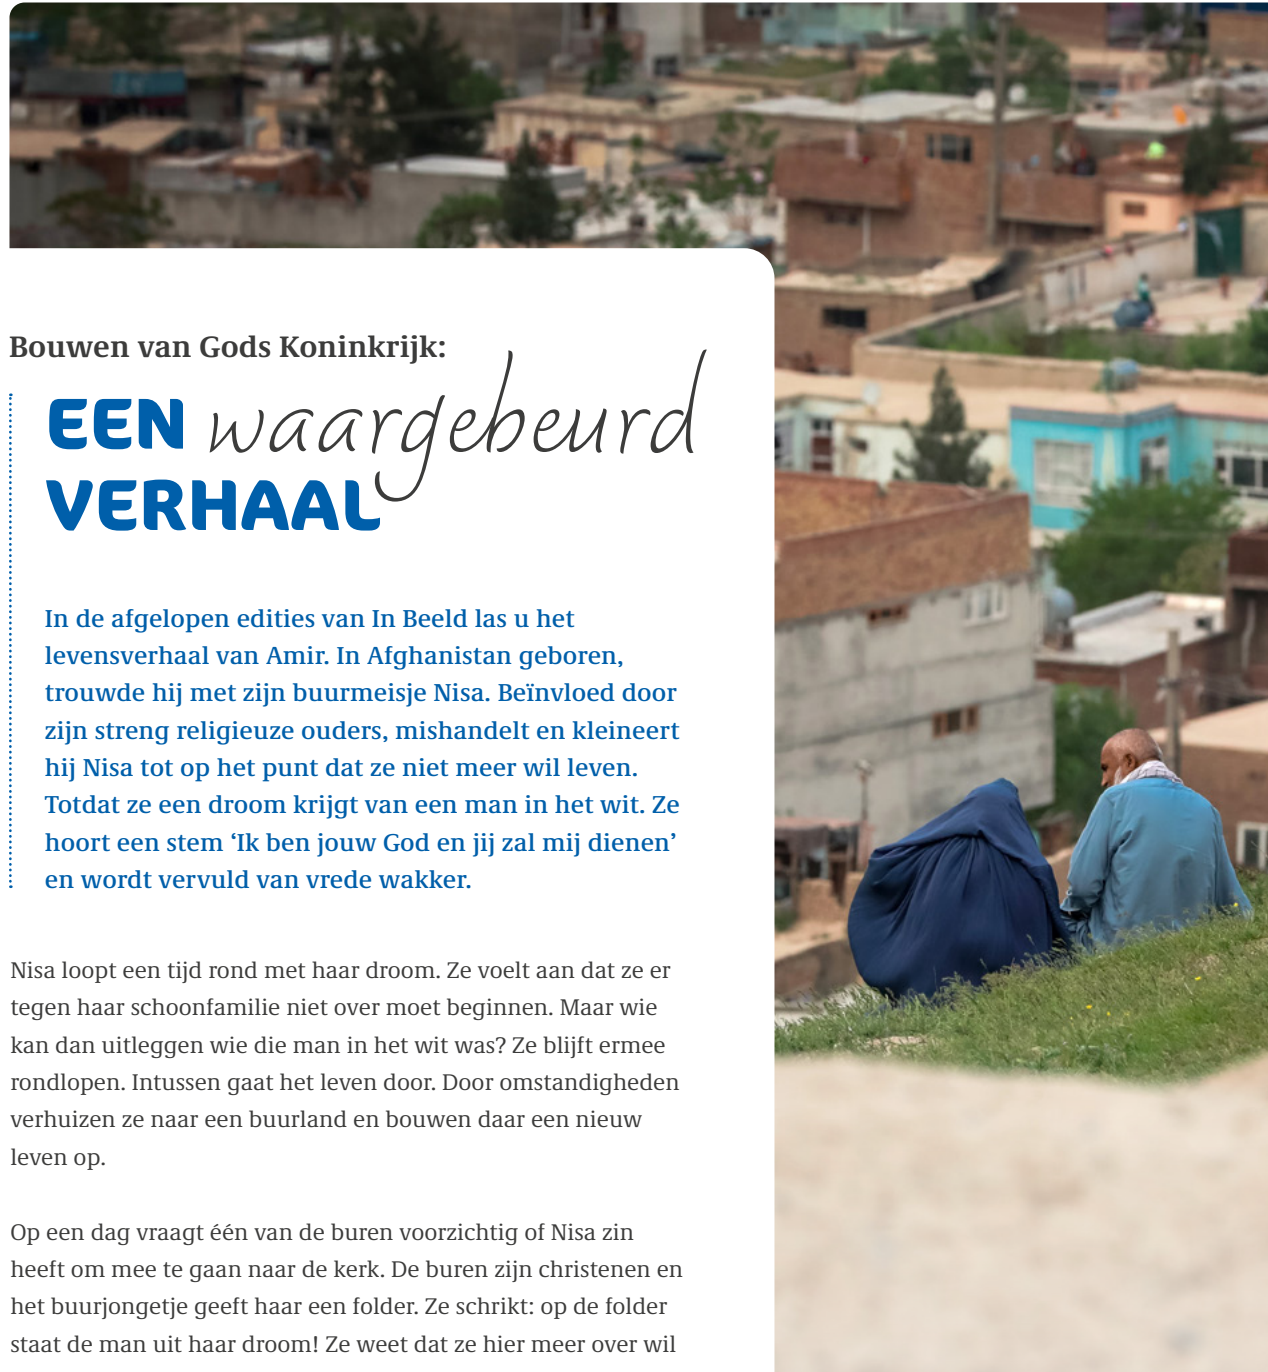 Bouwen van Gods Koninkrijk:
EEN waargebeurd
VERHAAL
In de afgelopen edities van In Beeld las u het
levensverhaal van Amir. In Afghanistan geboren,
trouwde hij met zijn buurmeisje Nisa. Beïnvloed door
zijn streng religieuze ouders, mishandelt en kleineert
hij Nisa tot op het punt dat ze niet meer wil leven.
Totdat ze een droom krijgt van een man in het wit. Ze
hoort een stem ‘Ik ben jouw God en jij zal mij dienen’
en wordt vervuld van vrede wakker.
Nisa loopt een tijd rond met haar droom. Ze voelt aan dat ze er
tegen haar schoonfamilie niet over moet beginnen. Maar wie
kan dan uitleggen wie die man in het wit was? Ze blijft ermee
rondlopen. Intussen gaat het leven door. Door omstandigheden
verhuizen ze naar een buurland en bouwen daar een nieuw
leven op.
Op een dag vraagt één van de buren voorzichtig of Nisa zin
heeft om mee te gaan naar de kerk. De buren zijn christenen en
het buurjongetje geeft haar een folder. Ze schrikt: op de folder
staat de man uit haar droom! Ze weet dat ze hier meer over wil